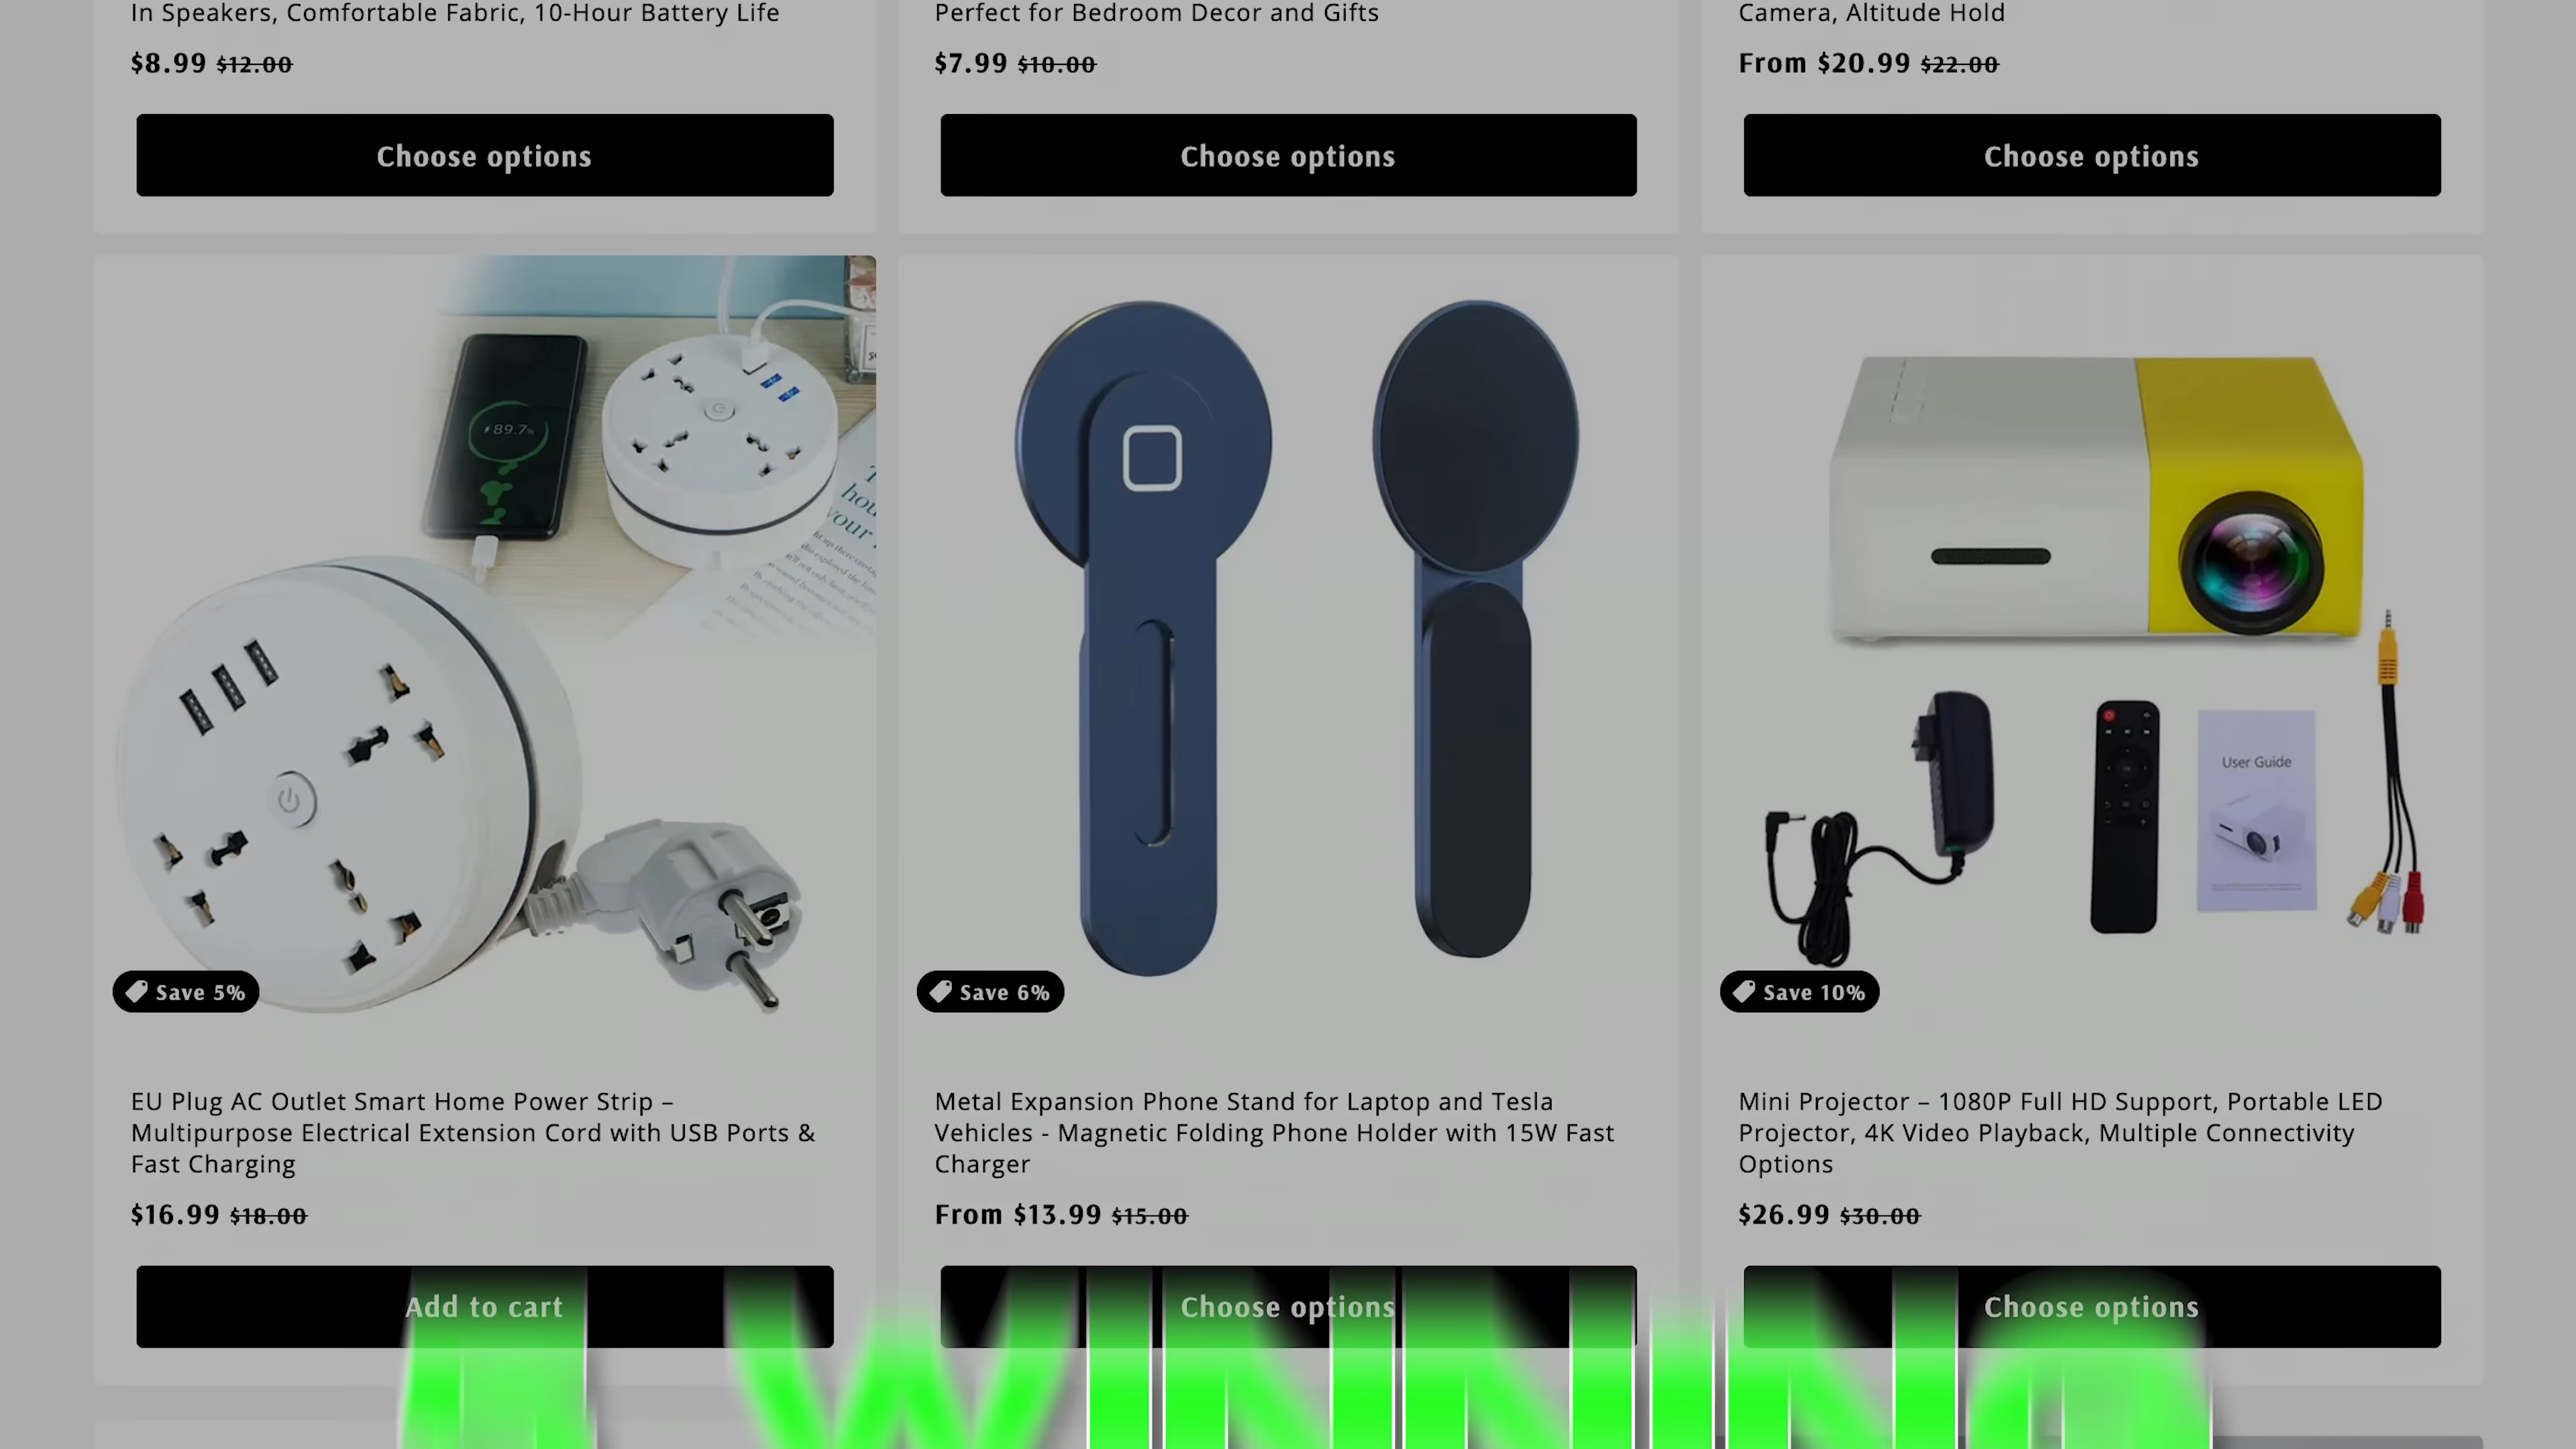 In Speakers, Comfortable Fabric, 10-Hour Battery Life
$8.99 $12.00
Choose options
Perfect for Bedroom Decor and Gifts
$7.99 $10.00
Choose options
Camera, Altitude Hold
From $20.99 $22.00
Choose options
89.7%
Save 5%
EU Plug AC Outlet Smart Home Power Strip –
Multipurpose Electrical Extension Cord with USB Ports &
Fast Charging
$16.99 $18.00
Add to cart
Save 6%
Metal Expansion Phone Stand for Laptop and Tesla
Vehicles - Magnetic Folding Phone Holder with 15W Fast
Charger
From $13.99 $15.00
Choose options
User Guide
Save 10%
Mini Projector – 1080P Full HD Support, Portable LED
Projector, 4K Video Playback, Multiple Connectivity
Options
$26.99 $30.00
Choose options